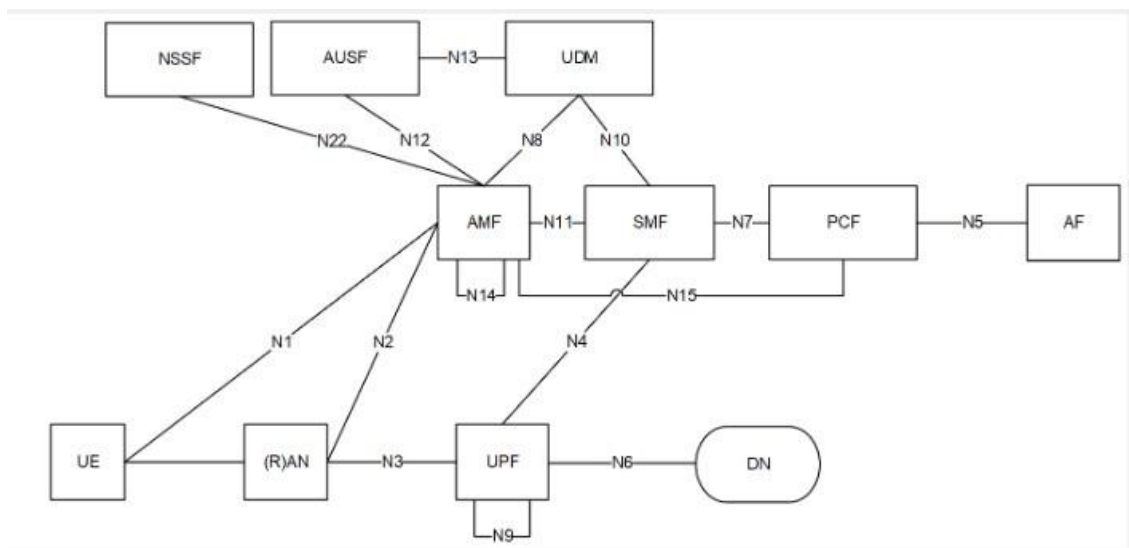 NSSF
AUSF
N13
UDM
N22
N12
N8
N10
AMF
N11
SMF
N7
PCF
N5
AF
N14
N15
N1
N2
N4
UE
(R)AN
N3
UPF
N6
DN
N9